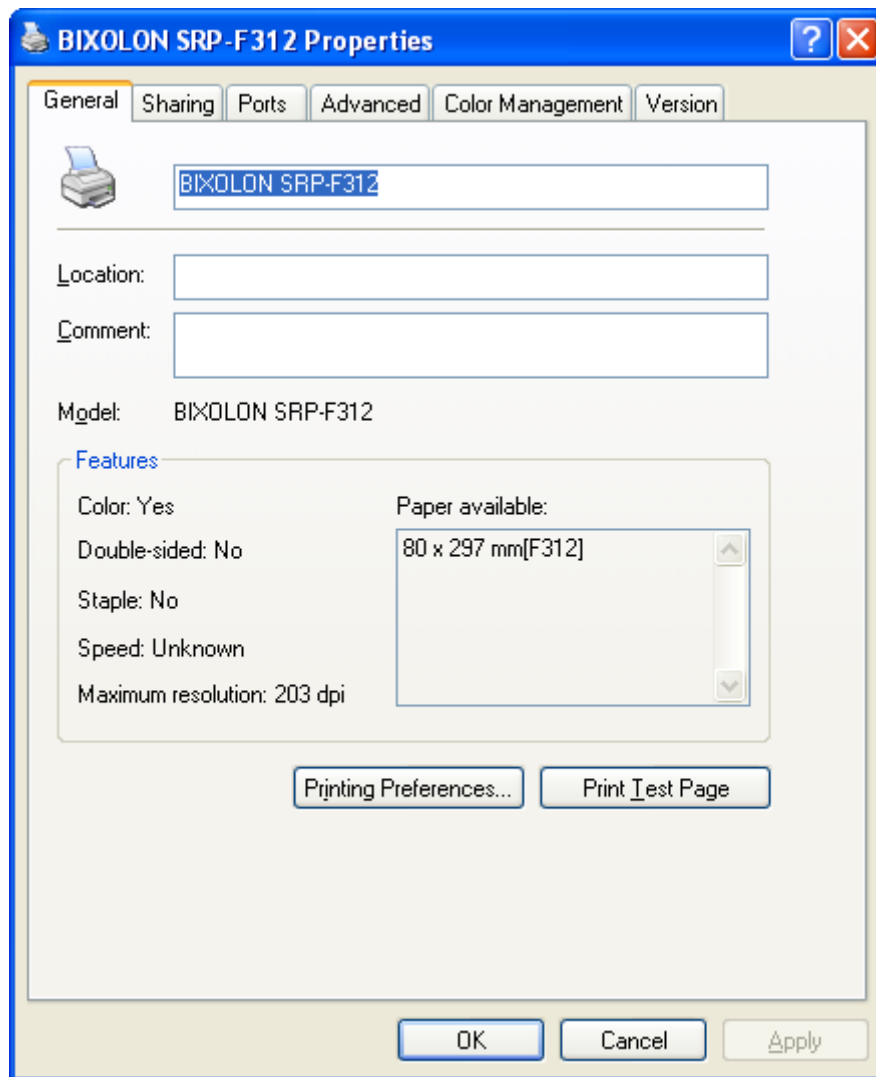 BIXOLON SRP-F312 Properties
General Sharing Ports Advanced Color Management Version
BIXOLON SRP-F312
Location:
Comment:
Model: BIXOLON SRP-F312
Features
Color: Yes
Paper available:
Double-sided: No
80 x 297 mm[F312]
Staple: No
Speed: Unknown
Maximum resolution: 203 dpi
Printing Preferences... Print Test Page
OK Cancel Apply